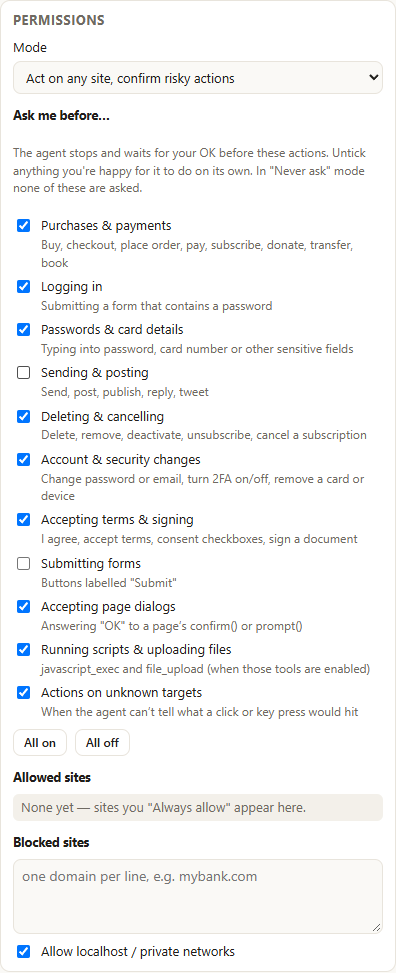 PERMISSIONS
Mode
Act on any site, confirm risky actions
Ask me before...
The agent stops and waits for your OK before these actions. Untick
anything you're happy for it to do on its own. In "Never ask" mode
none of these are asked.
Purchases & payments
Buy, checkout, place order, pay, subscribe, donate, transfer,
book
Logging in
Submitting a form that contains a password
Passwords & card details
Typing into password, card number or other sensitive fields
Sending & posting
Send, post, publish, reply, tweet
Deleting & cancelling
Delete, remove, deactivate, unsubscribe, cancel a subscription
Account & security changes
Change password or email, turn 2FA on/off, remove a card or
device
Accepting terms & signing
I agree, accept terms, consent checkboxes, sign a document
Submitting forms
Buttons labelled "Submit"
Accepting page dialogs
Answering "OK" to a page's confirm() or prompt()
Running scripts & uploading files
javascript_exec and file_upload (when those tools are enabled)
Actions on unknown targets
When the agent can't tell what a click or key press would hit
All on All off
Allowed sites
None yet — sites you "Always allow" appear here.
Blocked sites
one domain per line, e.g. mybank.com
Allow localhost / private networks